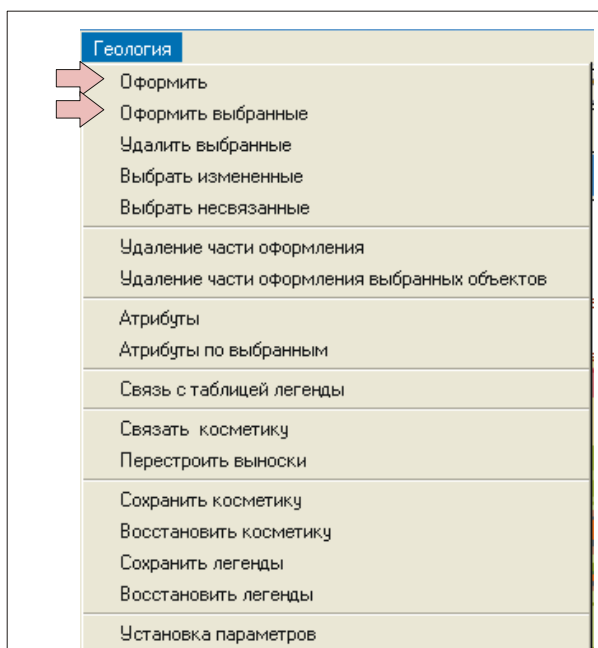 Геология
Оформить
Оформить выбранные
Удалить выбранные
Выбрать измененные
Выбрать несвязанные
Удаление части оформления
Удаление части оформления выбранных объектов
Атрибуты
Атрибуты по выбранным
Связь с таблицей легенды
Связать косметику
Перестроить выноски
Сохранить косметику
Восстановить косметику
Сохранить легенды
Восстановить легенды
Установка параметров